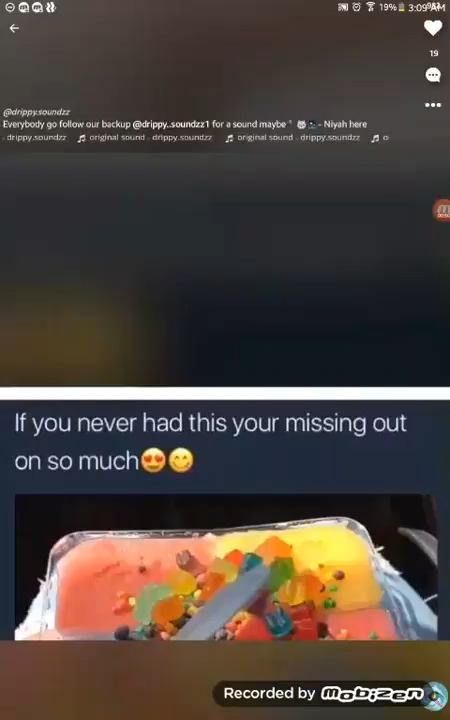 19% 3:09 AM
19
@drippy.soundzz
Everybody go follow our backup @drippy..soundzz1 for a sound maybe - Niyah here
- drippy.soundzz 🎵 original sound - drippy.soundzz 🎵 original sound - drippy.soundzz 🎵 o
If you never had this your missing out
on so much😍😋
Recorded by Mobizen